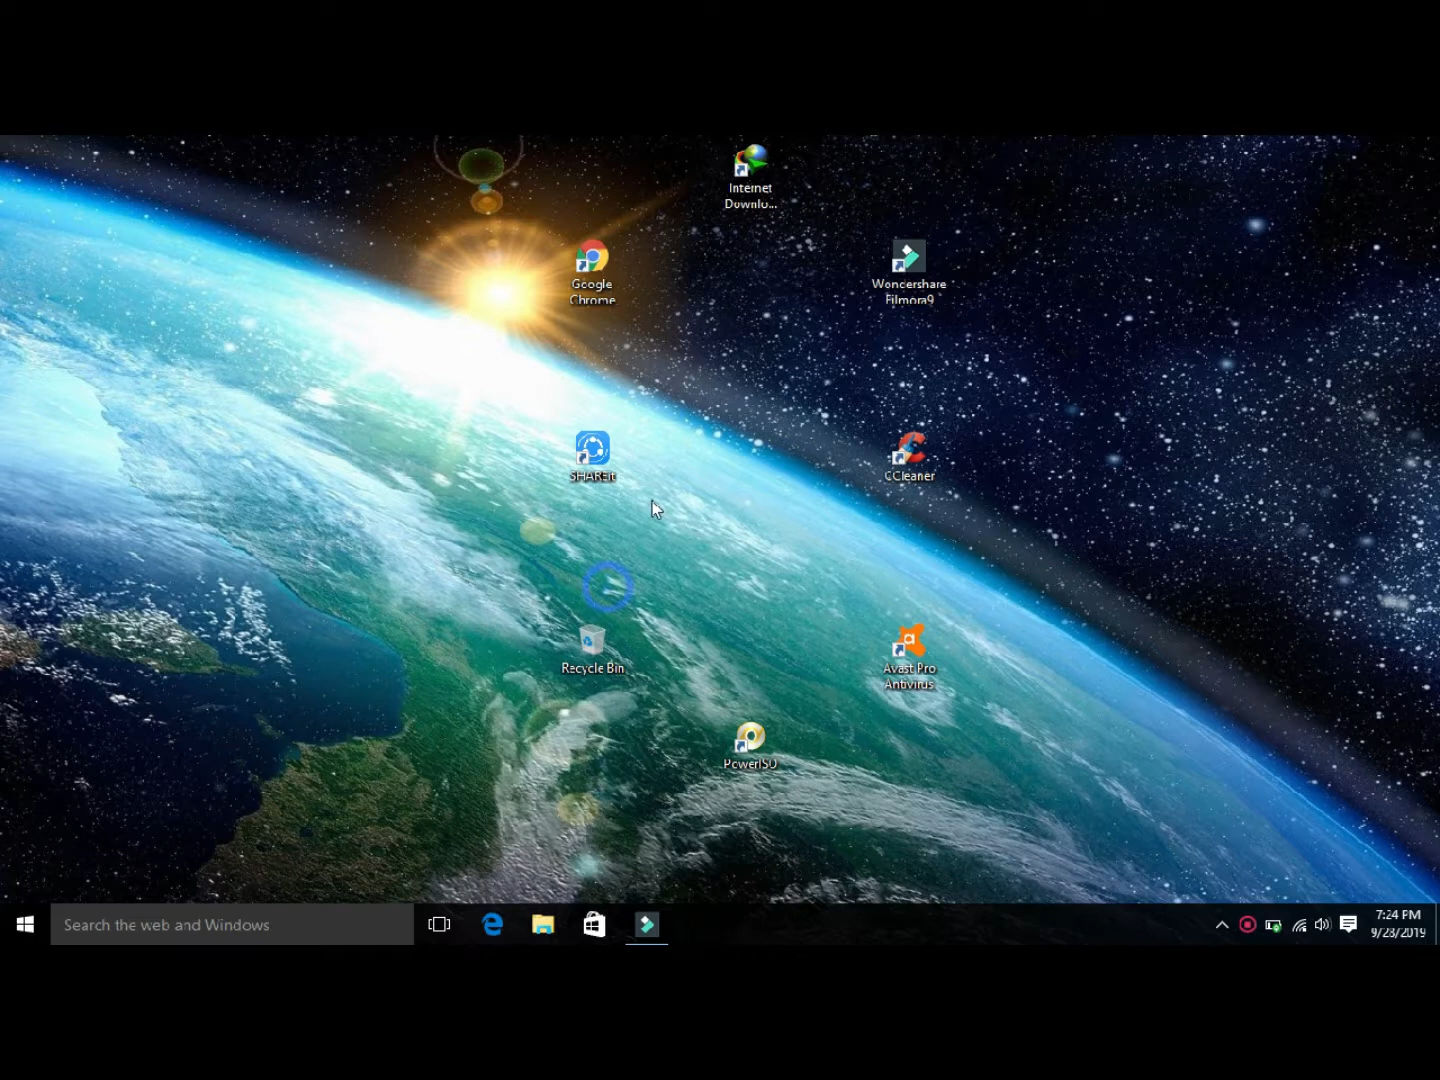 Internet
Downlo...
Google
Chrome
Wondershare
Filmora9
SHAREit
CCleaner
Recycle Bin
Avast Pro
Antivirus
PowerISO
Search the web and Windows
7:24 PM
9/28/2019